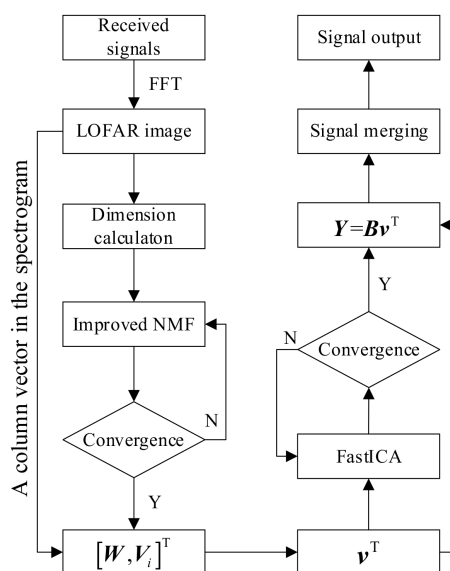 Received signals
FFT
LOFAR image
A column vector in the spectrogram
Dimension calculaton
Improved NMF
N
Convergence
Y
[W,V_i]^T
v^T
FastICA
N
Convergence
Y
Y=Bv^T
Signal merging
Signal output